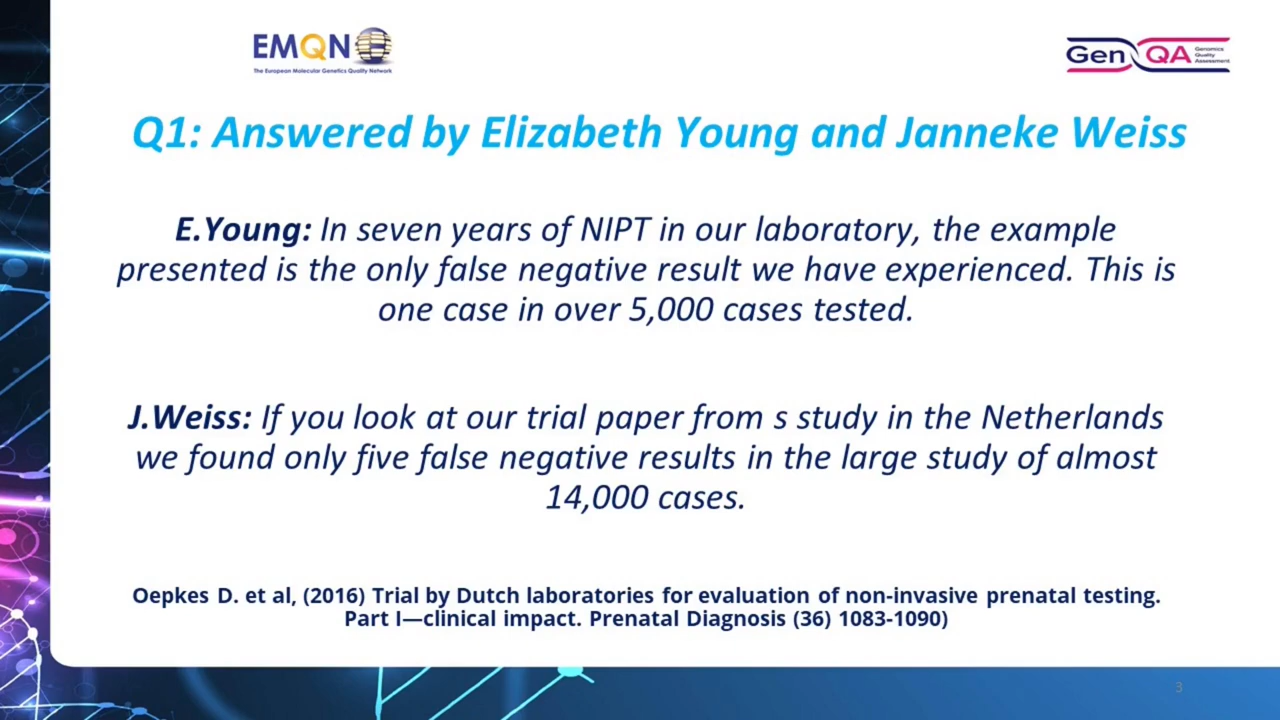 EMQN
The European Molecular Genetics Quality Network
GenQA
Genomics
Quality
Assessment
Q1: Answered by Elizabeth Young and Janneke Weiss
E.Young: In seven years of NIPT in our laboratory, the example
presented is the only false negative result we have experienced. This is
one case in over 5,000 cases tested.
J.Weiss: If you look at our trial paper from s study in the Netherlands
we found only five false negative results in the large study of almost
14,000 cases.
Oepkes D. et al, (2016) Trial by Dutch laboratories for evaluation of non-invasive prenatal testing.
Part I—clinical impact. Prenatal Diagnosis (36) 1083-1090)
3